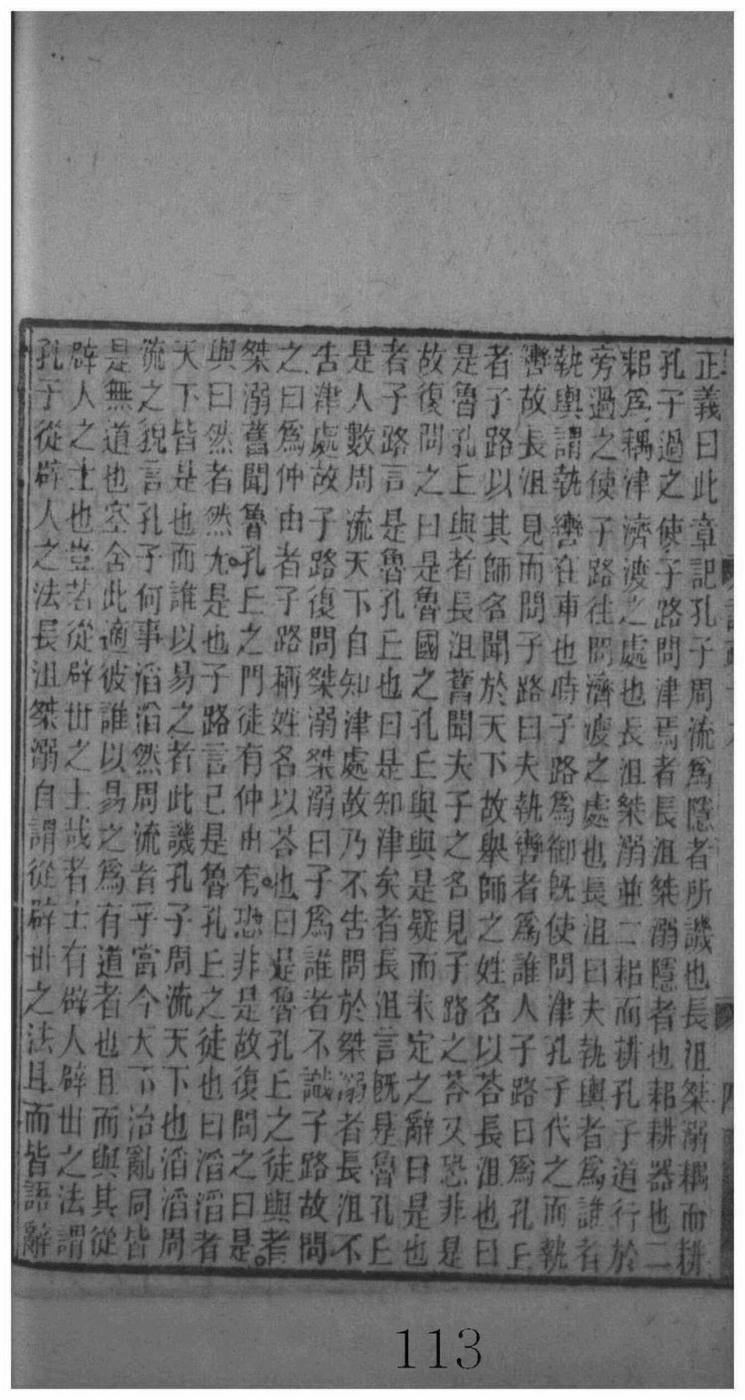 正義曰此章記孔子周流爲隱者所譏也長沮桀溺耦而耕
孔子過之使子路問津焉者長沮桀溺隱者也耜耕器也二
耜爲耦津濟渡之處也長沮桀溺並二耜而耕孔子道行於
旁過之使子路往問濟渡之處也長沮曰夫執輿者爲誰者
執輿謂執轡在車也時子路爲御旣使問津孔子代之而執
轡故長沮見而問子路曰夫執轡者爲誰人子路曰爲孔丘
者子路以其師名聞於天下故舉師之姓名以荅長沮也曰
是魯孔丘與者長沮舊聞夫子之名見子路之荅又恐非是
故復問之曰是魯國之孔丘與與是疑而未定之辭曰是也
者子路言是魯孔丘也曰是知津矣者長沮言旣是魯孔丘
是人數周流天下自知津處故乃不告問於桀溺者長沮不
告津處故子路復問桀溺桀溺曰子爲誰者不識子路故問
之曰爲仲由者子路稱姓名以荅也曰是魯孔丘之徒與者
桀溺舊聞魯孔丘之門徒有仲由有恐非是故復問之曰是
與曰然者然尢是也子路言己是魯孔丘之徒也曰滔滔者
天下皆是也而誰以易之者此譏孔子周流天下也滔滔周
流之貌言孔子何事滔滔然周流者乎當今天下治亂同皆
是無道也空舍此適彼誰以易之爲有道者也且而與其從
辟人之士也豈若從辟世之士哉者士有辟人辟世之法謂
孔子從辟人之法長沮桀溺自謂從辟世之法且而皆語辭
113